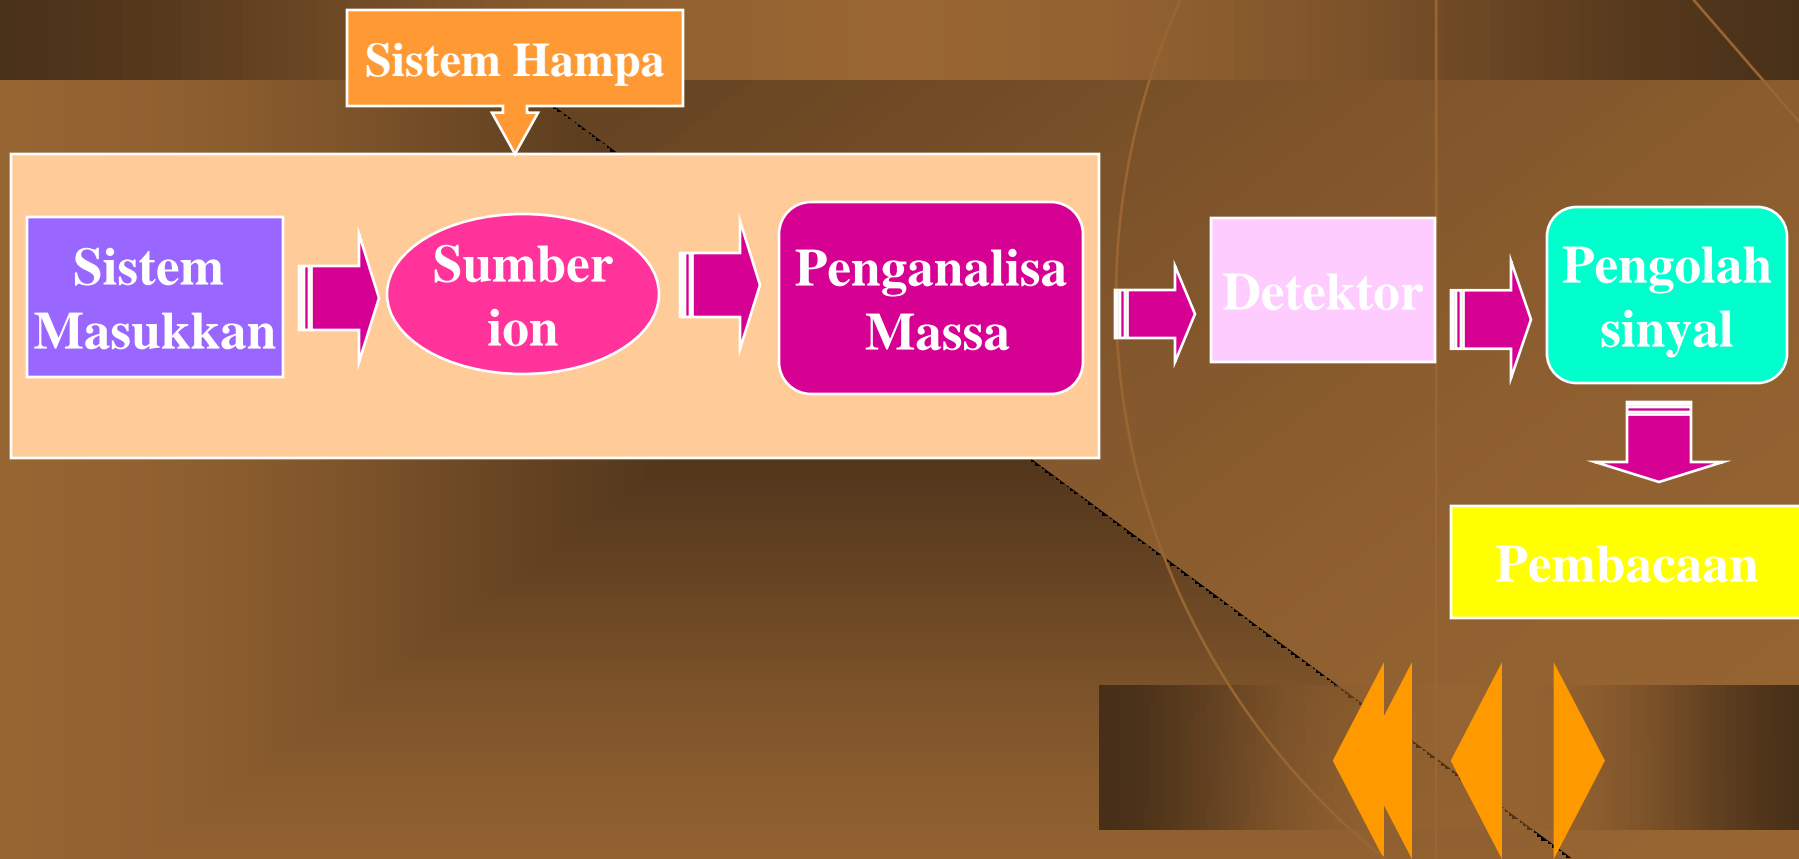 Sistem Hampa
Sistem
Masukkan
Sumber
ion
Penganalisa
Massa
Detektor
Pengolah
sinyal
Pembacaan